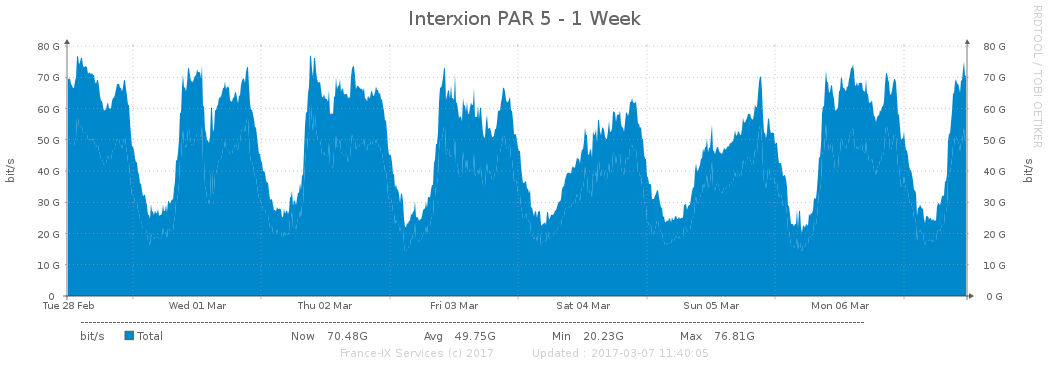 Interxion PAR 5 - 1 Week
RRDTOOL / TOBI OETIKER
80 G 80 G
70 G 70 G
60 G 60 G
50 G 50 G
40 G 40 G
30 G 30 G
20 G 20 G
10 G 10 G
0 0 G
bit/s
bit/s
Tue 28 Feb Wed 01 Mar Thu 02 Mar Fri 03 Mar Sat 04 Mar Sun 05 Mar Mon 06 Mar
bit/s Total Now 70.48G Avg 49.75G Min 20.23G Max 76.81G
France-IX Services (c) 2017 Updated : 2017-03-07 11:40:05